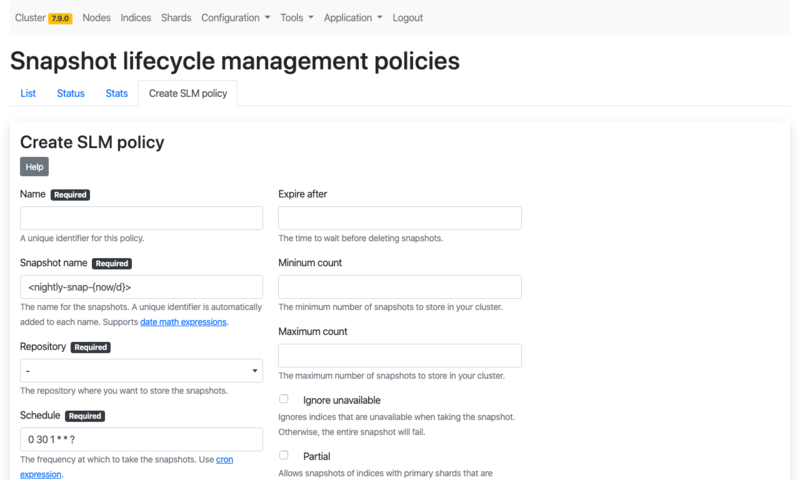 Cluster 7.9.0 Nodes Indices Shards Configuration Tools Application Logout
Snapshot lifecycle management policies
List Status Stats Create SLM policy
Create SLM policy
Help
Name Required
A unique identifier for this policy.
Snapshot name Required
<nightly-snap-{now/d}>
The name for the snapshots. A unique identifier is automatically
added to each name. Supports date math expressions.
Repository Required
-
The repository where you want to store the snapshots.
Schedule Required
0 30 1 * * ?
The frequency at which to take the snapshots. Use cron
expression.
Expire after
The time to wait before deleting snapshots.
Mininum count
The minimum number of snapshots to store in your cluster.
Maximum count
The maximum number of snapshots to store in your cluster.
Ignore unavailable
Ignores indices that are unavailable when taking the snapshot.
Otherwise, the entire snapshot will fail.
Partial
Allows snapshots of indices with primary shards that are